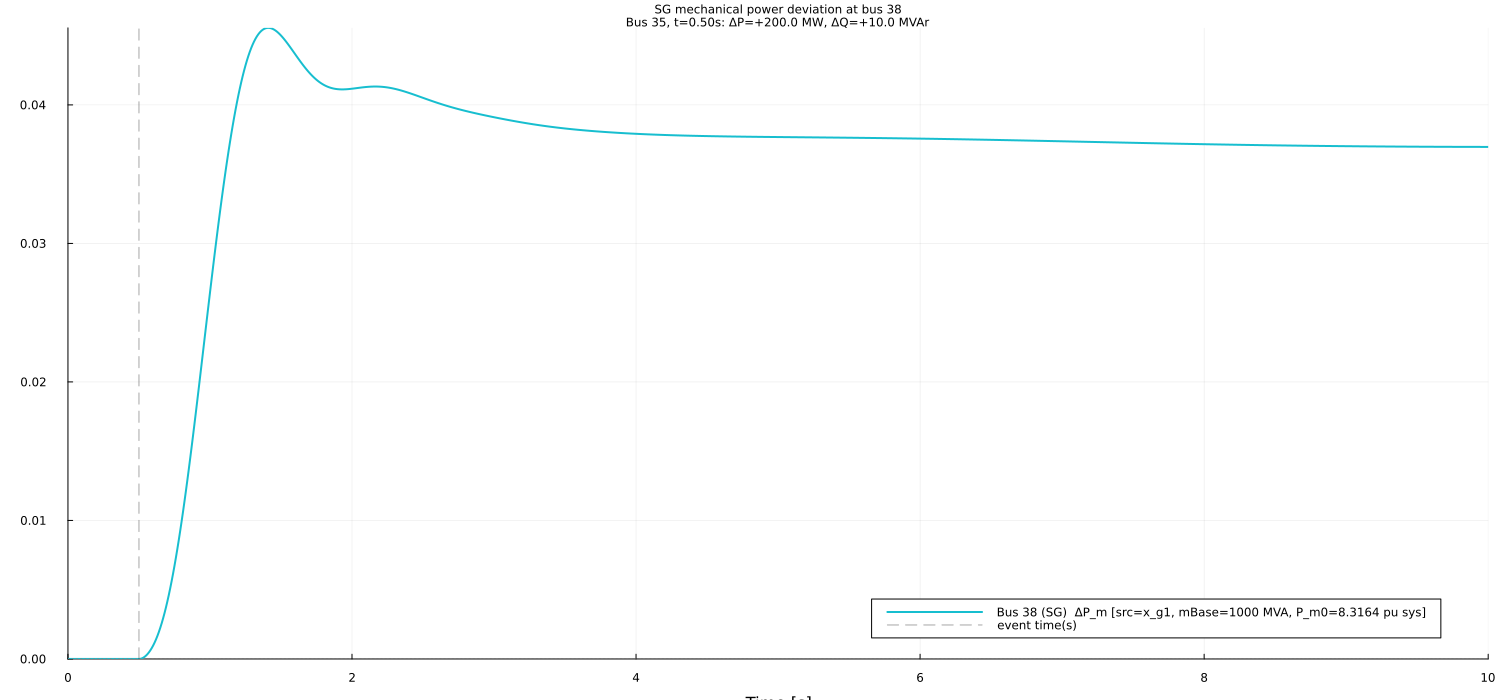 SG mechanical power deviation at bus 38
Bus 35, t=0.50s: ΔP=+200.0 MW, ΔQ=+10.0 MVAr
0.04
0.03
0.02
0.01
0.00
Bus 38 (SG)  ΔP_m [src=x_g1, mBase=1000 MVA, P_m0=8.3164 pu sys]
event time(s)
0 2 4 6 8 10
Time [s]